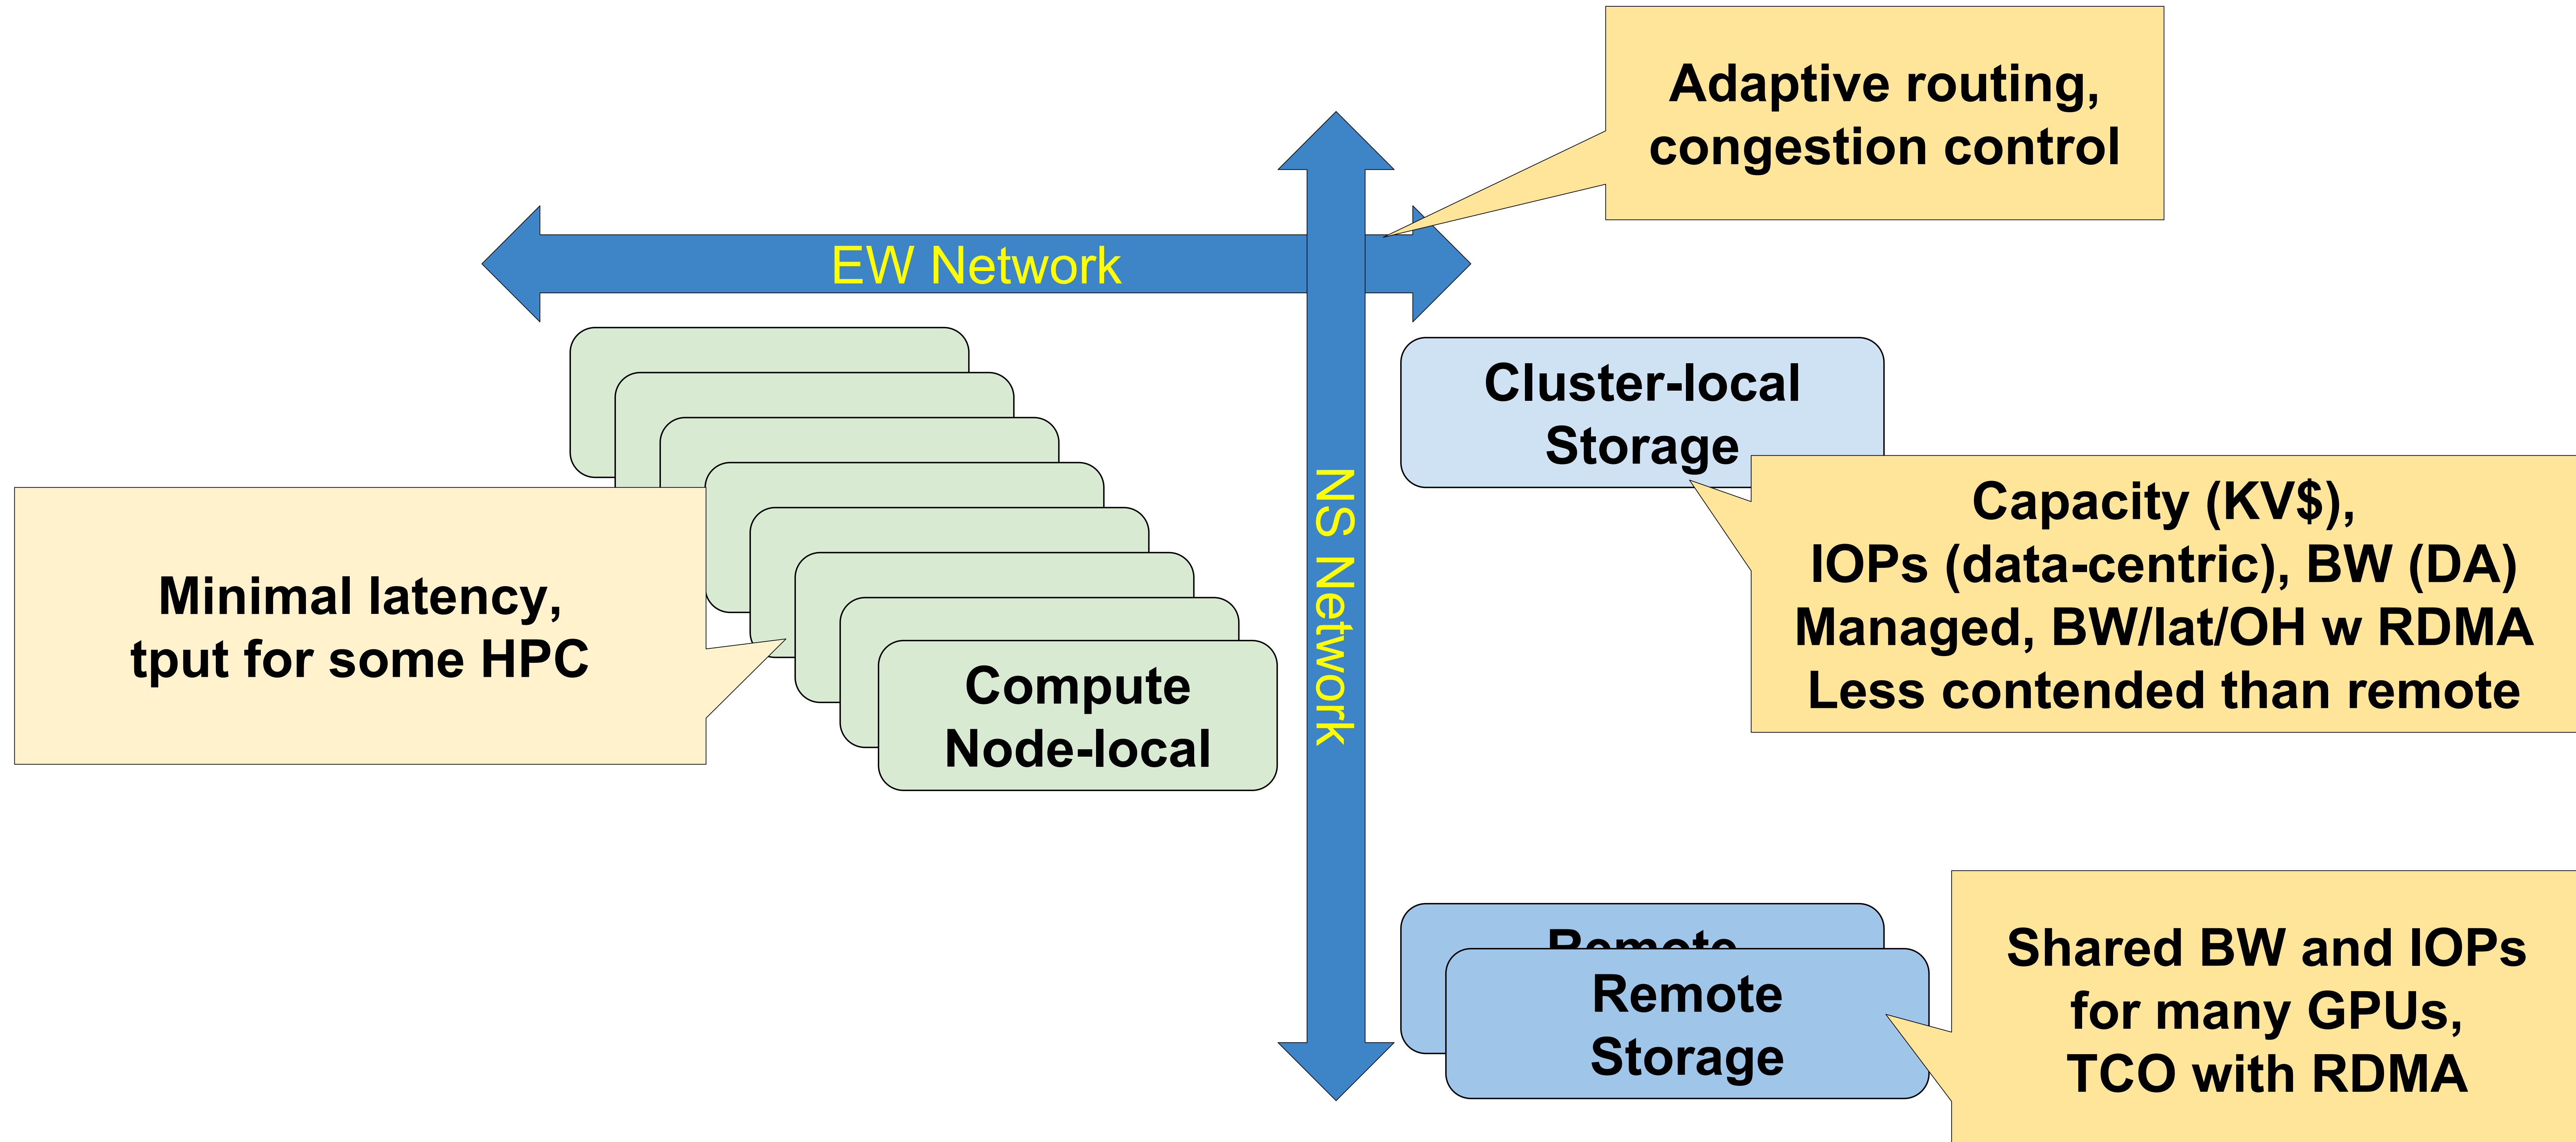 Adaptive routing,
congestion control
EW Network
NS Network
Cluster-local
Storage
Capacity (KV$),
IOPs (data-centric), BW (DA)
Managed, BW/lat/OH w RDMA
Less contended than remote
Minimal latency,
tput for some HPC
Compute
Node-local
Remote
Remote
Storage
Shared BW and IOPs
for many GPUs,
TCO with RDMA